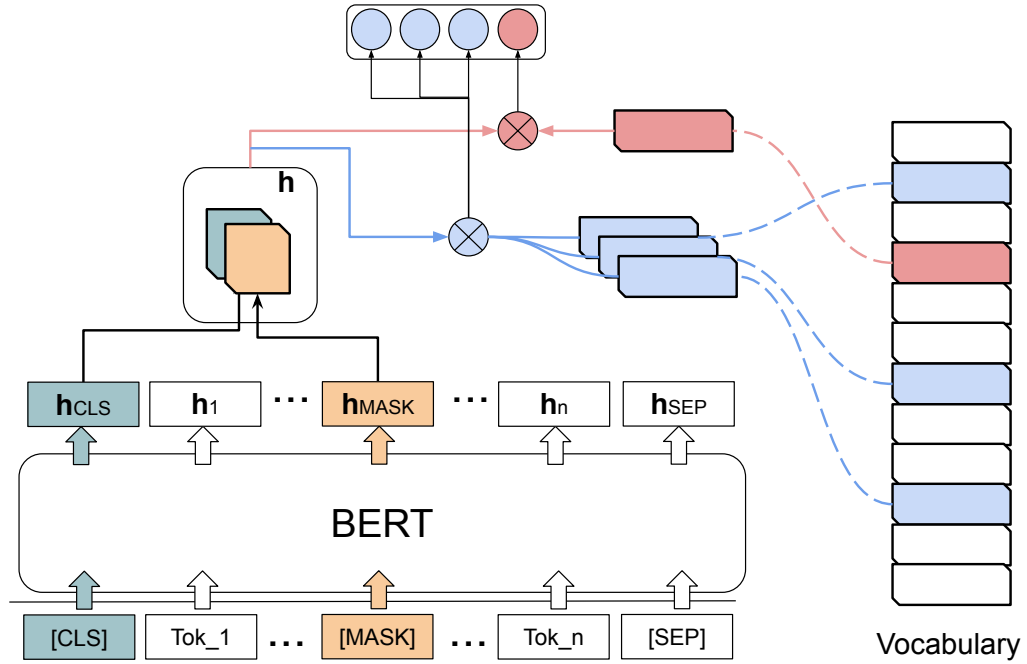 h
hCLS h1 ... hMASK ... hn hSEP
BERT
[CLS] Tok_1 ... [MASK] ... Tok_n [SEP]
Vocabulary